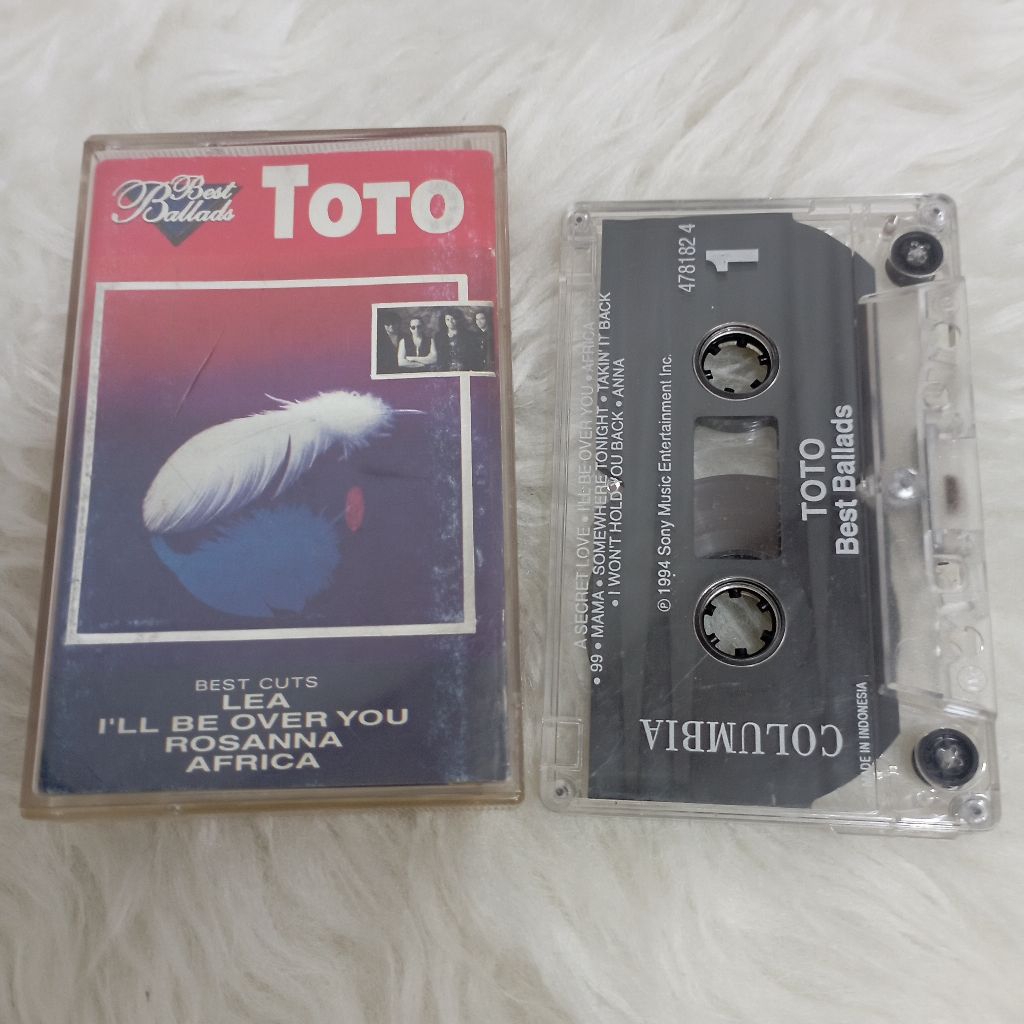 Best
Ballads
TOTO
BEST CUTS
LEA
I'LL BE OVER YOU
ROSANNA
AFRICA
478182 4
1
A SECRET LOVE • I'LL BE OVER YOU • AFRICA
• 99 • MAMA • SOMEWHERE TONIGHT • TAKIN'IT BACK
• I WON'T HOLD YOU BACK • ANNA
℗ 1994 Sony Music Entertainment Inc.
TOTO
Best Ballads
COLUMBIA
MADE IN INDONESIA